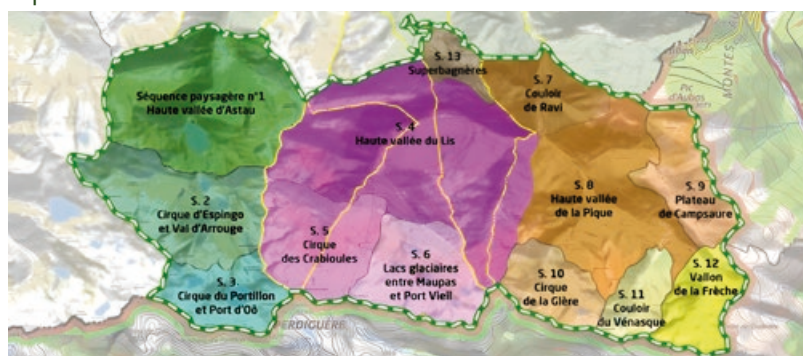 S. 13
Superbagnères
S. 7
Couloir
de Ravi
Séquence paysagère n°1
Haute vallée d'Astau
Pic
d'Aubas
MONTES
S. 4
Haute vallée du Lis
S. 2
Cirque d'Espingo
et Val d'Arrouge
S. 8
Haute vallée
de la Pique
S. 9
Plateau
de Campsaure
S. 5
Cirque
des Crabioules
S. 6
Lacs glaciaires
entre Maupas
et Port Vieil
S. 3
Cirque du Portillon
et Port d'Oô
S. 10
Cirque
de la Glère
S. 11
Couloir
du Vénasque
S. 12
Vallon
de la Frèche
PERDIGUÈRE